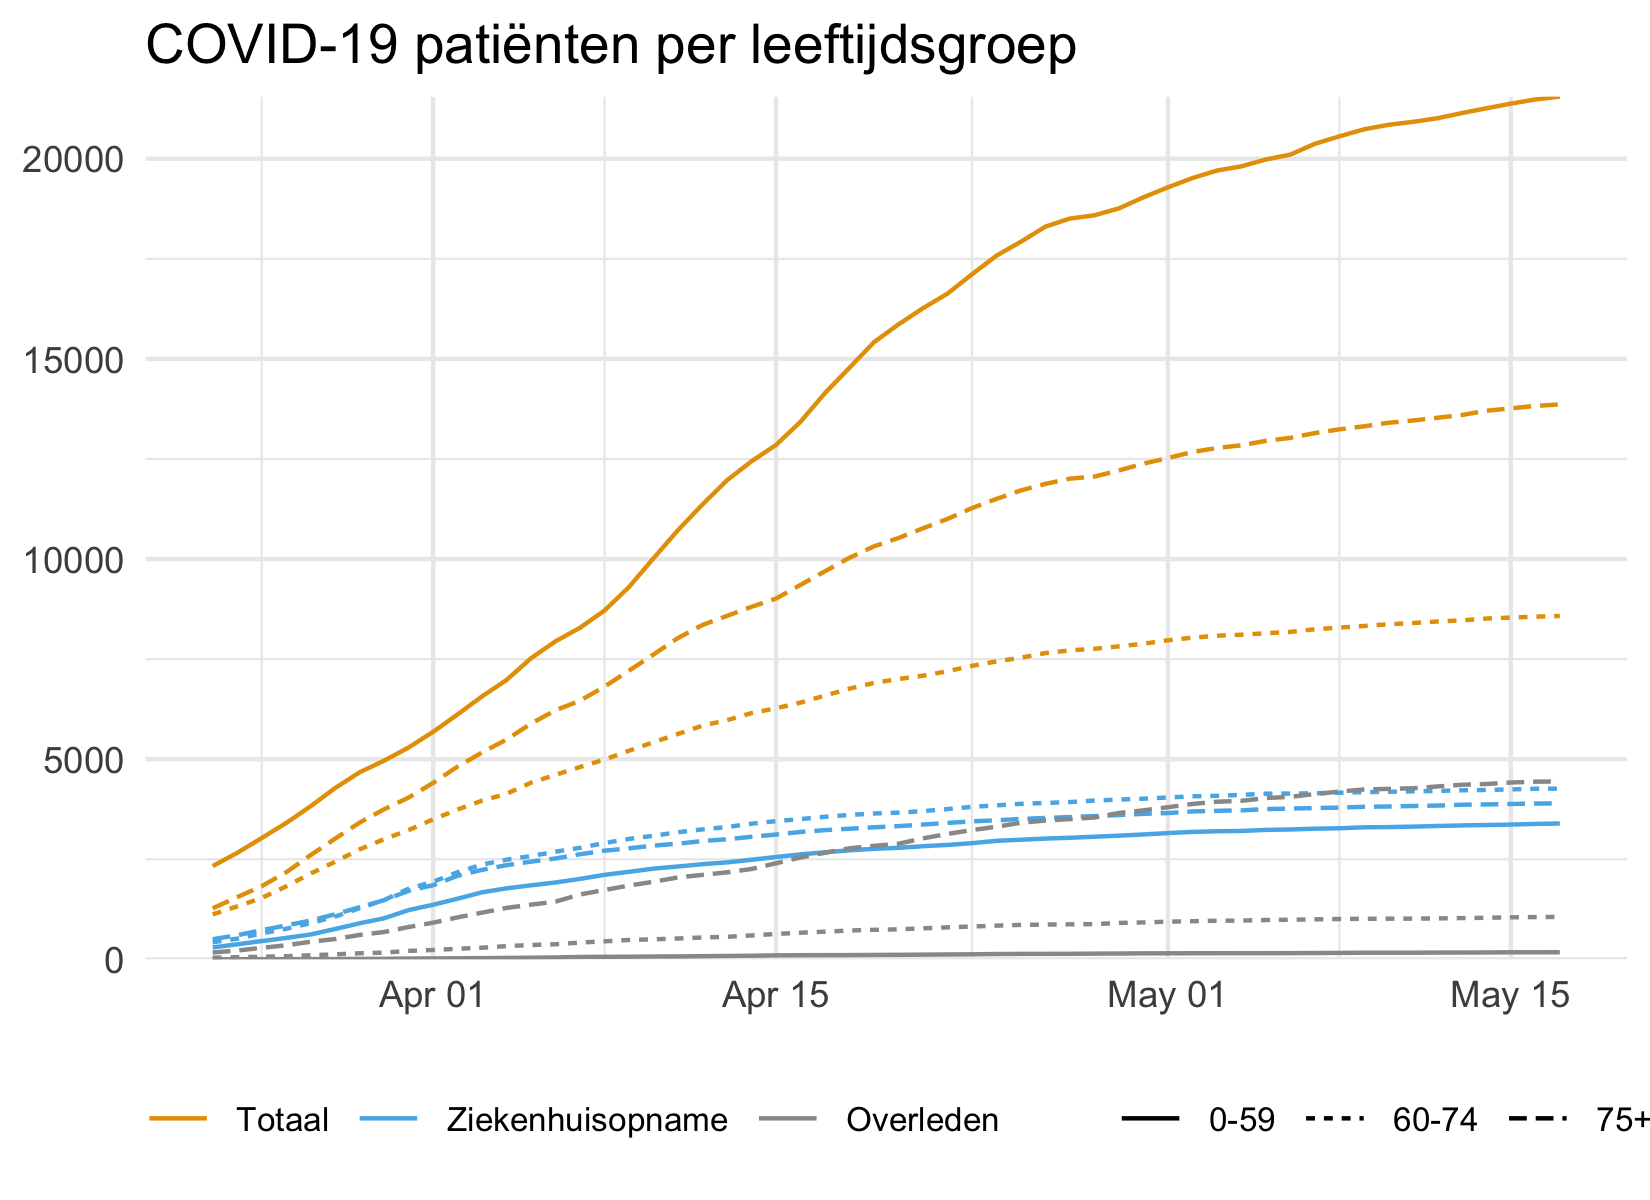 COVID-19 patiënten per leeftijdsgroep
20000
15000
10000
5000
0
Apr 01 Apr 15 May 01 May 15
Totaal Ziekenhuisopname Overleden 0-59 60-74 75+